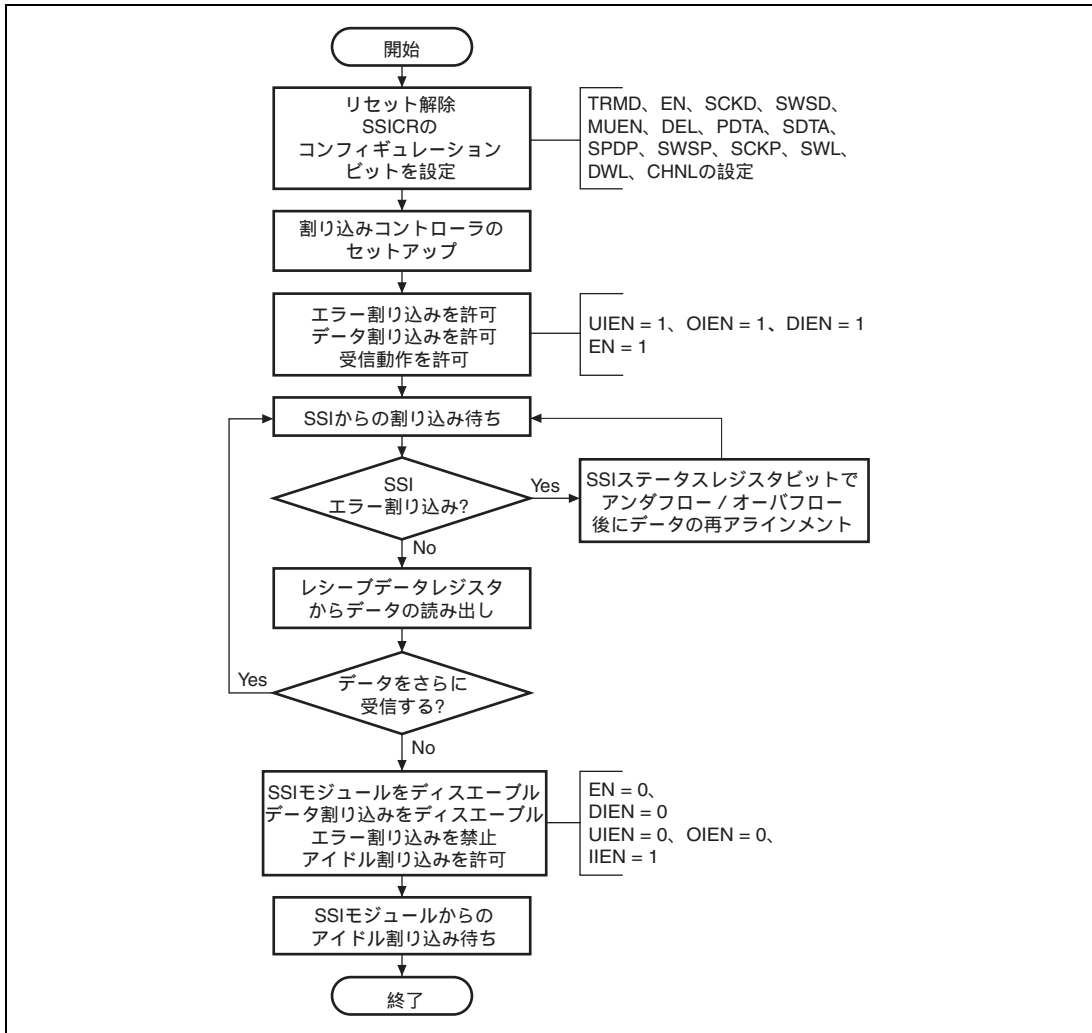 開始
リセット解除
SSICRの
コンフィギュレーション
ビットを設定
TRMD、EN、SCKD、SWSD、
MUEN、DEL、PDTA、SDTA、
SPDP、SWSP、SCKP、SWL、
DWL、CHNLの設定
割り込みコントローラの
セットアップ
エラー割り込みを許可
データ割り込みを許可
受信動作を許可
UIEN = 1、OIEN = 1、DIEN = 1
EN = 1
SSIからの割り込み待ち
SSI
エラー割り込み?
Yes
SSIステータスレジスタビットで
アンダフロー / オーバフロー
後にデータの再アラインメント
No
レシーブデータレジスタ
からデータの読み出し
Yes
データをさらに
受信する?
No
SSIモジュールをディスエーブル
データ割り込みをディスエーブル
エラー割り込みを禁止
アイドル割り込みを許可
EN = 0、
DIEN = 0
UIEN = 0、OIEN = 0、
IIEN = 1
SSIモジュールからの
アイドル割り込み待ち
終了